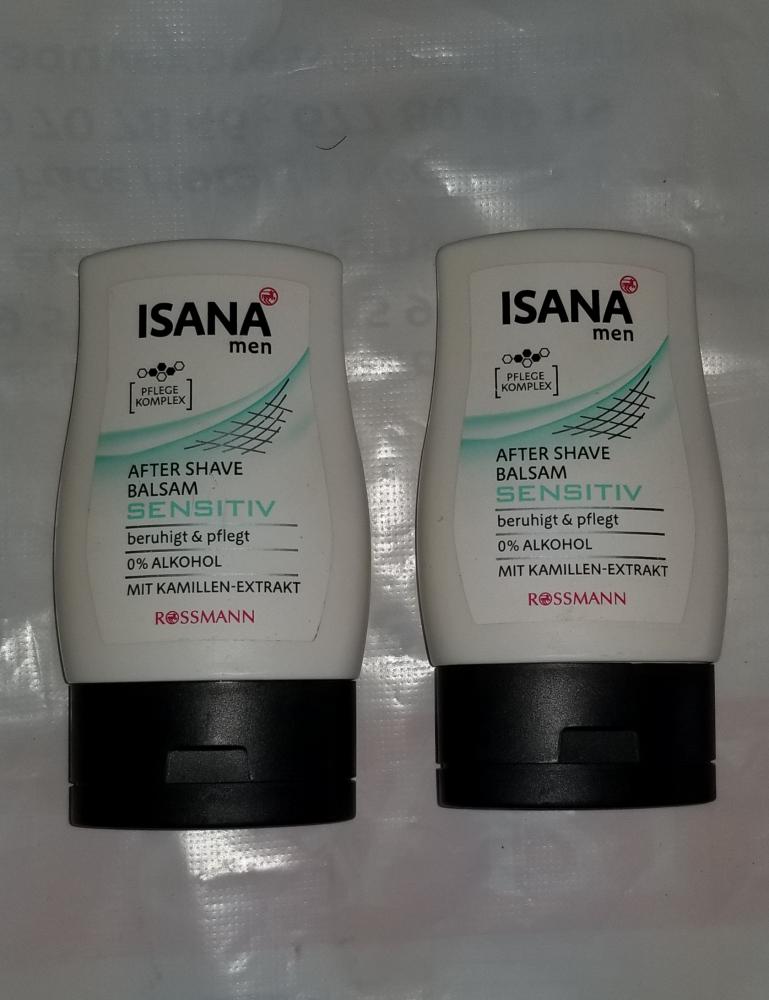 ISANA
men
PFLEGE
KOMPLEX
AFTER SHAVE
BALSAM
SENSITIV
beruhigt & pflegt
0% ALKOHOL
MIT KAMILLEN-EXTRAKT
ROSSMANN
ISANA
men
PFLEGE
KOMPLEX
AFTER SHAVE
BALSAM
SENSITIV
beruhigt & pflegt
0% ALKOHOL
MIT KAMILLEN-EXTRAKT
ROSSMANN